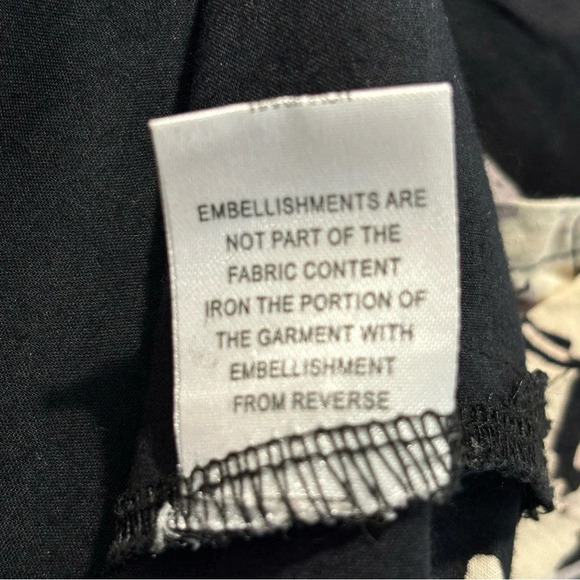 EMBELLISHMENTS ARE
NOT PART OF THE
FABRIC CONTENT
IRON THE PORTION OF
THE GARMENT WITH
EMBELLISHMENT
FROM REVERSE